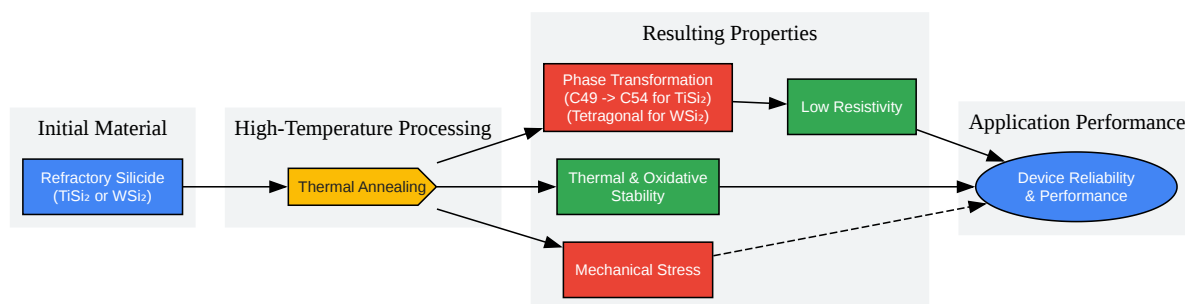 Initial Material
Refractory Silicide
(TiSi₂ or WSi₂)
High-Temperature Processing
Thermal Annealing
Resulting Properties
Phase Transformation
(C49 -> C54 for TiSi₂)
(Tetragonal for WSi₂)
Low Resistivity
Thermal & Oxidative
Stability
Mechanical Stress
Application Performance
Device Reliability
& Performance